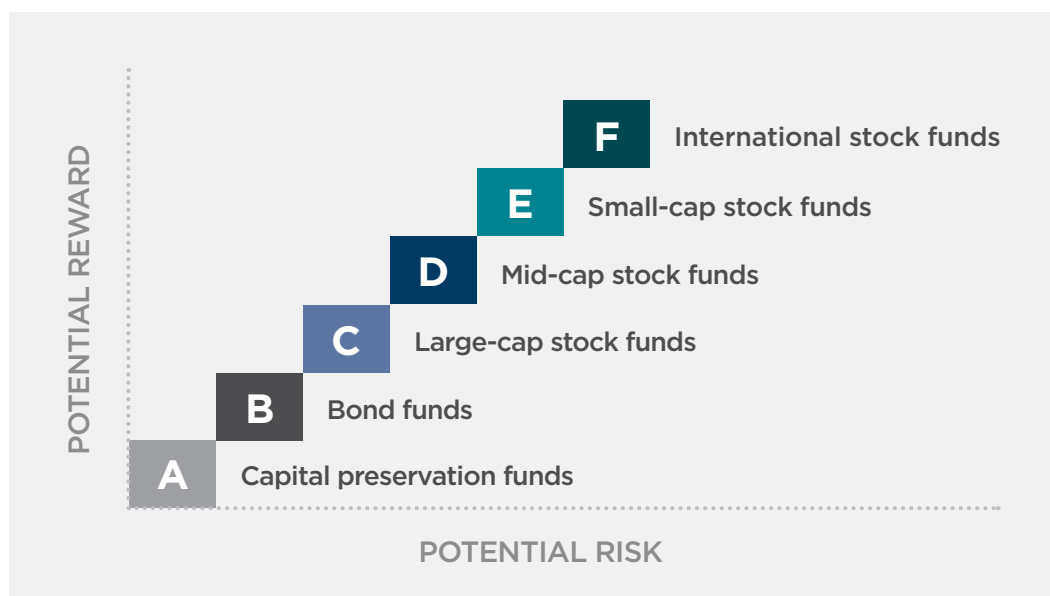 POTENTIAL REWARD
F International stock funds
E Small-cap stock funds
D Mid-cap stock funds
C Large-cap stock funds
B Bond funds
A Capital preservation funds
POTENTIAL RISK